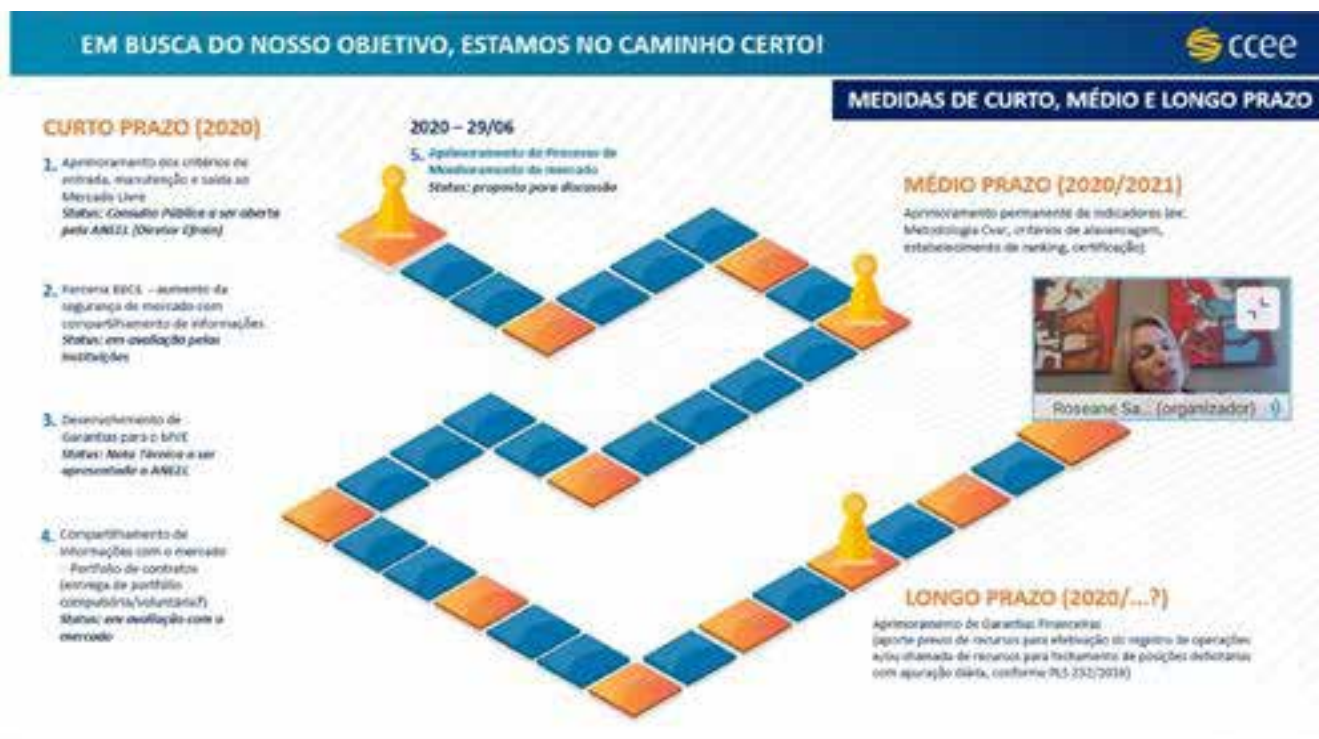 EM BUSCA DO NOSSO OBJETIVO, ESTAMOS NO CAMINHO CERTO!
ccee
MEDIDAS DE CURTO, MÉDIO E LONGO PRAZO
CURTO PRAZO (2020)
1. Aprimoramento dos critérios de
entrada, manutenção e saída ao
Mercado Livre
Status: Consulta Pública a ser aberta
pela ANEEL (Diretor Efrain)
2. Parceria BBCE – aumento da
segurança de mercado com
compartilhamento de informações
Status: em avaliação pelas
Instituições
3. Desenvolvimento de
Garantias para o MVE
Status: Nota Técnica a ser
apresentada a ANEEL
4. Compartilhamento de
Informações com o mercado
- Portfolio de contratos
(entrega de portfólio
compulsória/voluntária?)
Status: em avaliação com o
mercado
2020 – 29/06
5. Aprimoramento do Processo de
Monitoramento do mercado
Status: proposta para discussão
MÉDIO PRAZO (2020/2021)
Aprimoramento permanente de indicadores (ex.
Metodologia Cvar, critérios de alavancagem,
estabelecimento de ranking, certificação)
Roseane Sa... (organizador)
LONGO PRAZO (2020/...?)
Aprimoramento de Garantias Financeiras
(aporte prévio de recursos para efetivação do registro de operações
e/ou chamada de recursos para fechamento de posições deficitárias
com apuração diária, conforme PLS 232/2016)